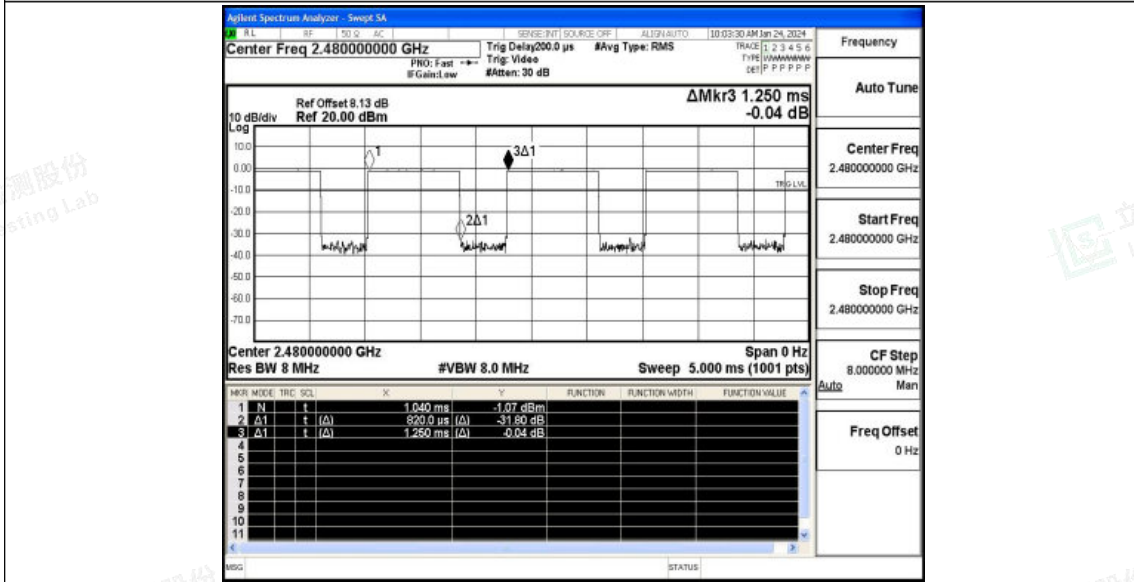 Agilent Spectrum Analyzer - Swept SA
RL RF 50 Ω AC SENSE:INT SOURCE OFF ALIGN AUTO 10:03:30 AM Jan 24, 2024
Center Freq 2.480000000 GHz
PNO: Fast
IFGain:Low
Trig Delay200.0 µs
Trig: Video
#Atten: 30 dB
#Avg Type: RMS
TRACE 1 2 3 4 5 6
TYPE WWWWWW
DET P P P P P P
Frequency
Auto Tune
Center Freq
2.480000000 GHz
Start Freq
2.480000000 GHz
Stop Freq
2.480000000 GHz
CF Step
8.000000 MHz
Auto Man
Freq Offset
0 Hz
ΔMkr3 1.250 ms
-0.04 dB
Ref Offset 8.13 dB
10 dB/div Ref 20.00 dBm
Log
10.0
0.00
-10.0
-20.0
-30.0
-40.0
-50.0
-60.0
-70.0
1
3Δ1
2Δ1
TRIG LVL
Center 2.480000000 GHz Span 0 Hz
Res BW 8 MHz #VBW 8.0 MHz Sweep 5.000 ms (1001 pts)
MKR MODE TRC SCL X Y FUNCTION FUNCTION WIDTH FUNCTION VALUE
1 N t 1.040 ms -1.07 dBm
2 Δ1 t (Δ) 820.0 µs (Δ) -31.80 dB
3 Δ1 t (Δ) 1.250 ms (Δ) -0.04 dB
4
5
6
7
8
9
10
11
MSG STATUS
测股份
sting Lab
立
LCS